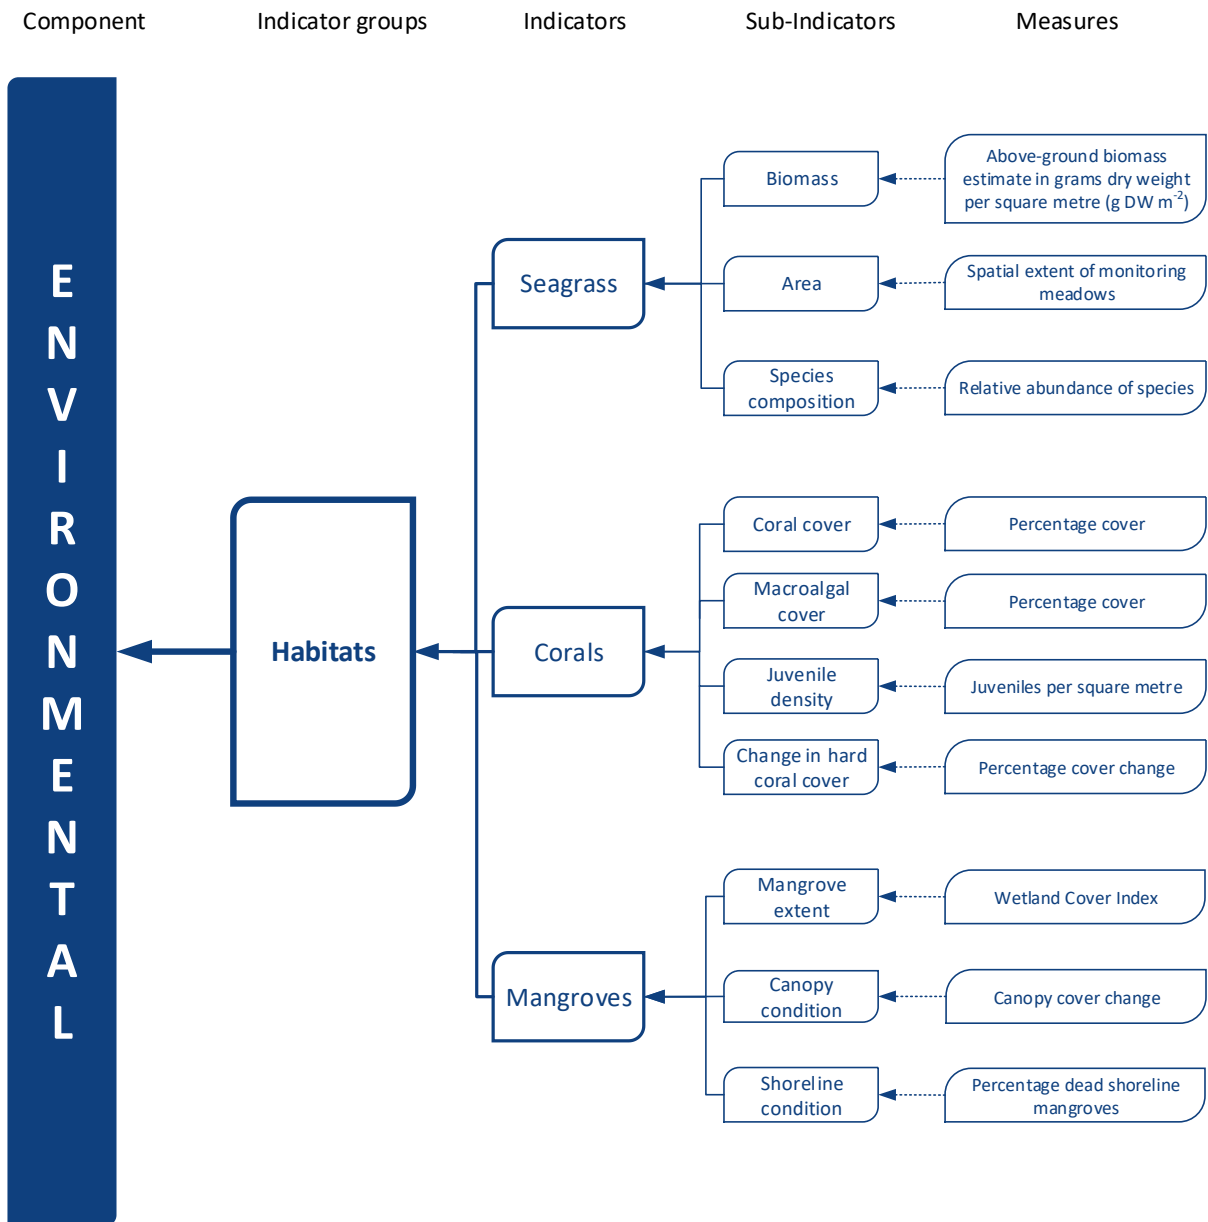 Component
Indicator groups
Indicators
Sub-Indicators
Measures
ENVIRONMENTAL
Habitats
Seagrass
Biomass
Above-ground biomass
estimate in grams dry weight
per square metre (g DW m⁻²)
Area
Spatial extent of monitoring
meadows
Species
composition
Relative abundance of species
Corals
Coral cover
Percentage cover
Macroalgal
cover
Percentage cover
Juvenile
density
Juveniles per square metre
Change in hard
coral cover
Percentage cover change
Mangroves
Mangrove
extent
Wetland Cover Index
Canopy
condition
Canopy cover change
Shoreline
condition
Percentage dead shoreline
mangroves